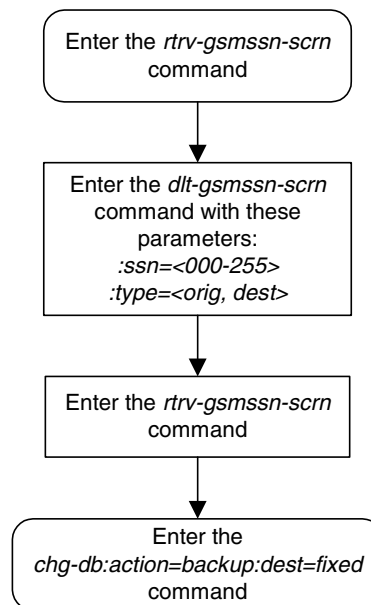 Enter the rtrv-gsmssn-scrn
command
Enter the dlt-gsmssn-scrn
command with these
parameters:
:ssn=<000-255>
:type=<orig, dest>
Enter the rtrv-gsmssn-scrn
command
Enter the
chg-db:action=backup:dest=fixed
command